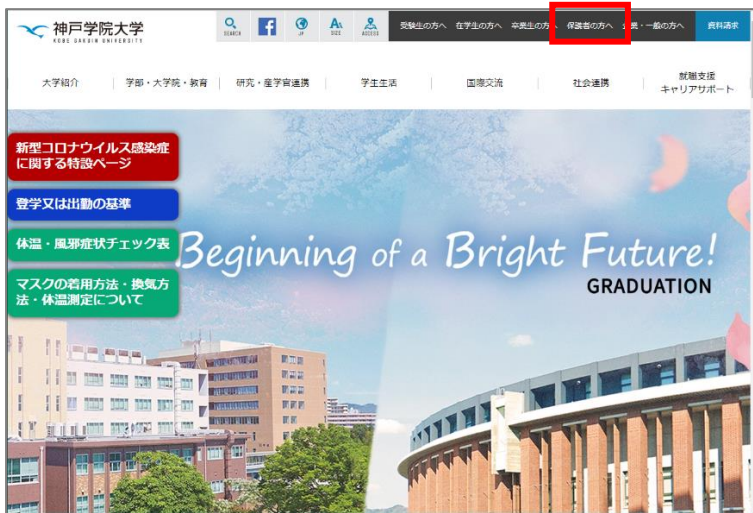 神戸学院大学
KOBE GAKUIN UNIVERSITY
SEARCH
JP
AA
SIZE
ACCESS
受験生の方へ
在学生の方へ
卒業生の方へ
保護者の方へ
企業・一般の方へ
資料請求
大学紹介
学部・大学院・教育
研究・産学官連携
学生生活
国際交流
社会連携
就職支援
キャリアサポート
新型コロナウイルス感染症
に関する特設ページ
登学又は出勤の基準
体温・風邪症状チェック表
マスクの着用方法・換気方
法・体温測定について
Beginning of a Bright Future!
GRADUATION